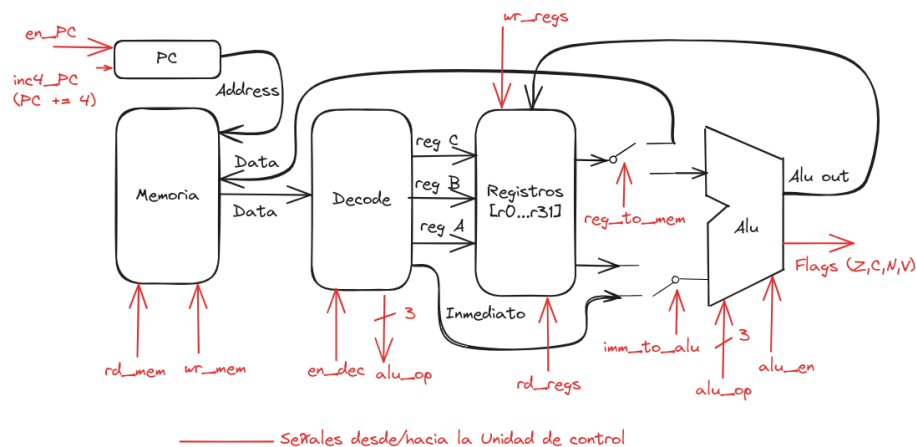 wr_regs
en_PC
PC
inc4_PC
(PC += 4)
Address
Data
Memoria
Data
Decode
reg C
reg B
reg A
Registros
[r0...r31]
reg_to_mem
Alu out
Alu
Flags (Z,C,N,V)
Inmediato
imm_to_alu
3
3
rd_mem
wr_mem
en_dec
alu_op
rd_regs
alu_op
alu_en
Señales desde/hacia la Unidad de control